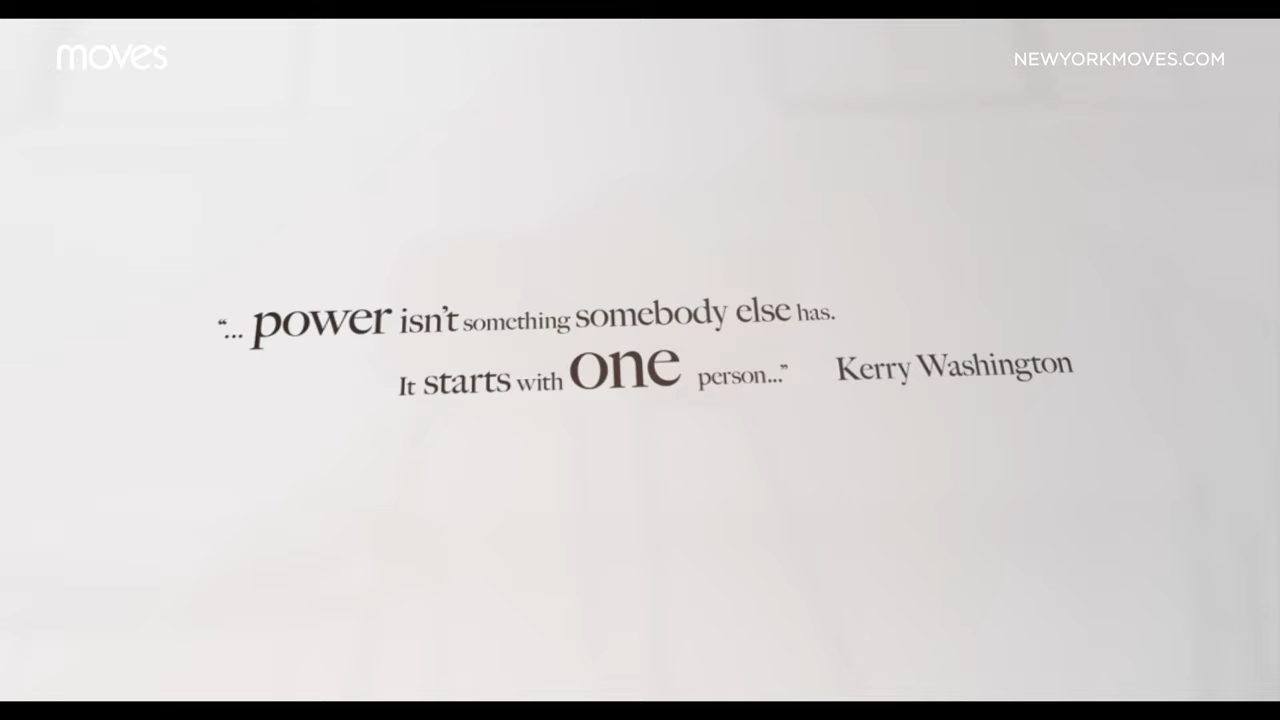 moves
NEWYORKMOVES.COM
“... power isn’t something somebody else has.
It starts with one person...” Kerry Washington